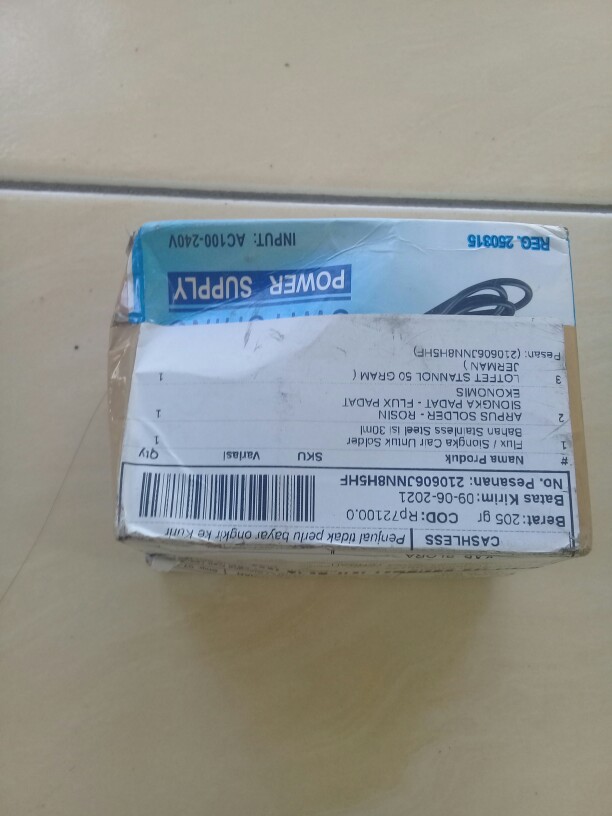 CASHLESS Penjual tidak perlu bayar ongkir ke Kurir
Berat: 205 gr COD: Rp72100.0
Batas Kirim: 09-06-2021
No. Pesanan: 210606JNN8H5HF
# Nama Produk SKU Variasi Qty
1 Flux / Siongka Cair Untuk Solder 1
Bahan Stainless Steel isi 30ml
2 ARPUS SOLDER - ROSIN 1
SIONGKA PADAT - FLUX PADAT
EKONOMIS
3 LOTFET STANNOL 50 GRAM ( 1
JERMAN )
Pesan: (210606JNN8H5HF)
POWER SUPPLY
REG. 250315 INPUT: AC100-240V